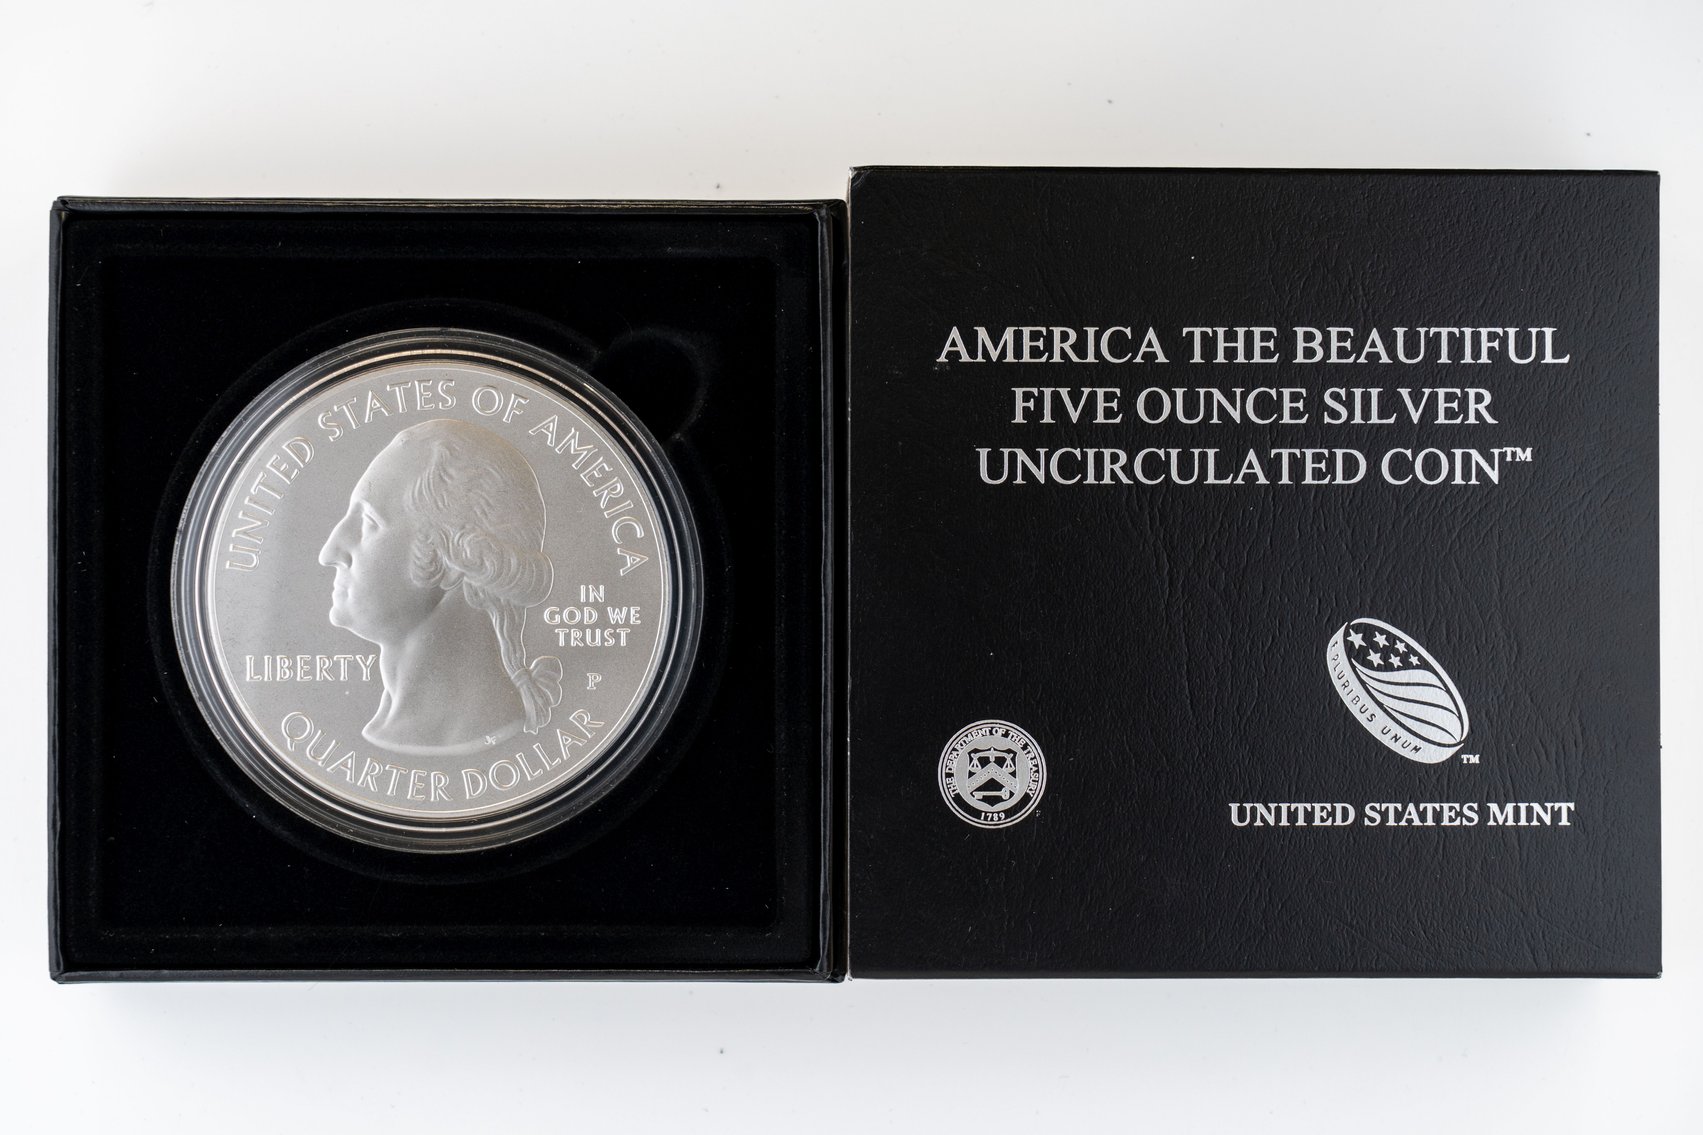 UNITED STATES OF AMERICA
IN
GOD WE
TRUST
LIBERTY
P
JF
QUARTER DOLLAR
AMERICA THE BEAUTIFUL
FIVE OUNCE SILVER
UNCIRCULATED COIN™
E PLURIBUS UNUM
TM
THE DEPARTMENT OF THE TREASURY
1789
UNITED STATES MINT